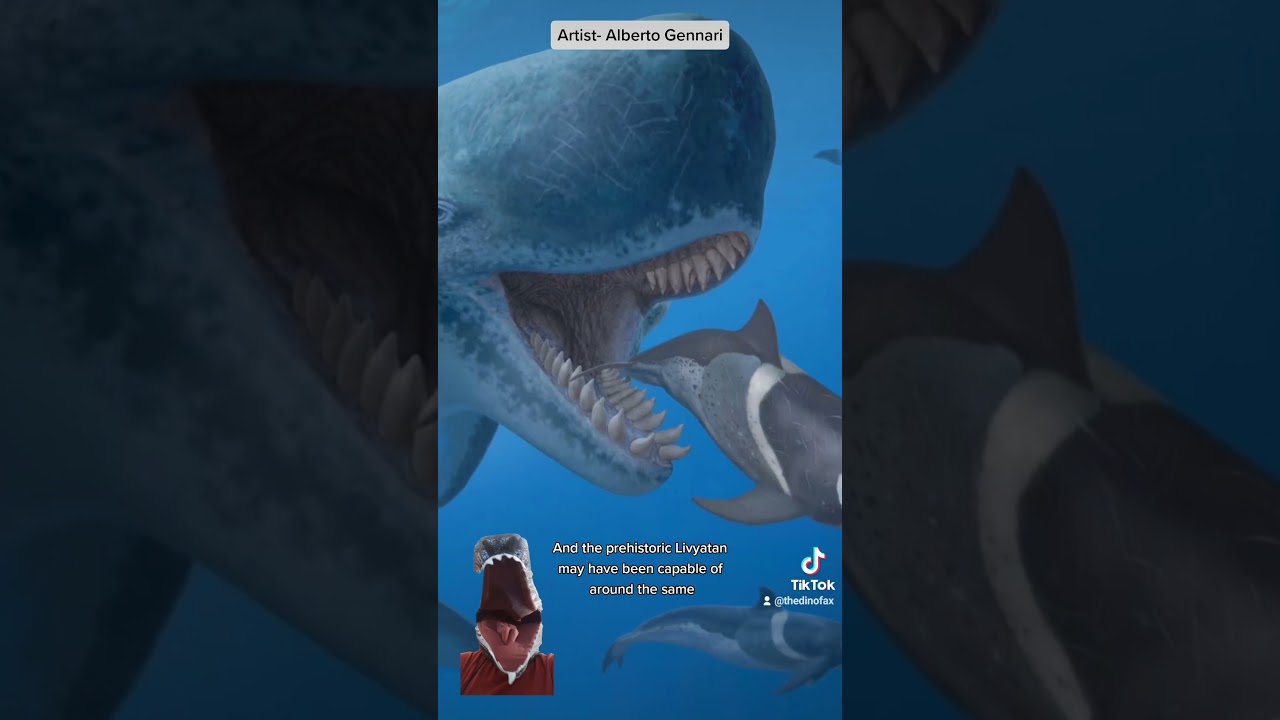 Artist- Alberto Gennari
And the prehistoric Livyatan
may have been capable of
around the same
TikTok
@thedinofax